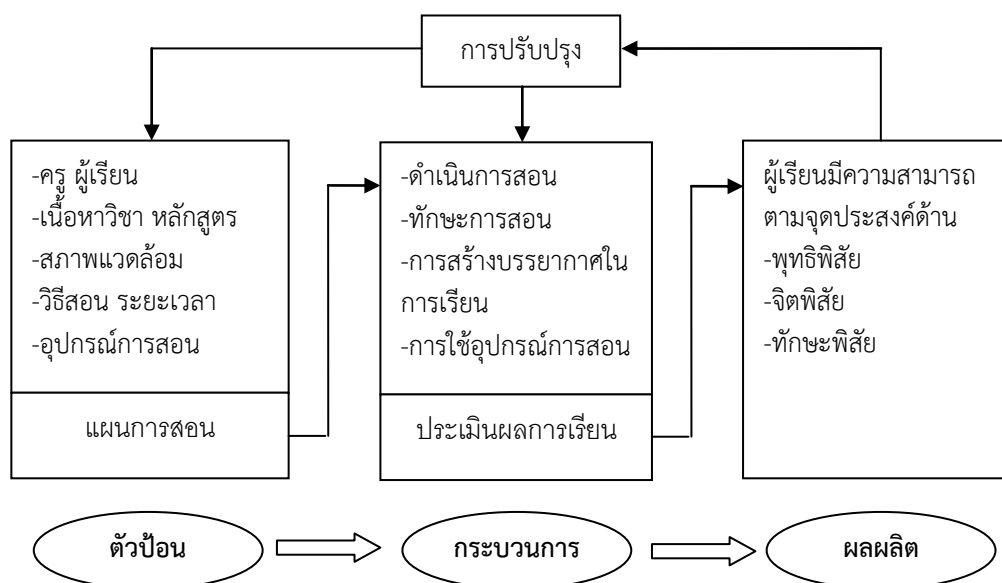 การปรับปรุง
-ครู ผู้เรียน
-เนื้อหาวิชา หลักสูตร
-สภาพแวดล้อม
-วิธีสอน ระยะเวลา
-อุปกรณ์การสอน
แผนการสอน
-ดำเนินการสอน
-ทักษะการสอน
-การสร้างบรรยากาศใน
การเรียน
-การใช้อุปกรณ์การสอน
ประเมินผลการเรียน
ผู้เรียนมีความสามารถ
ตามจุดประสงค์ด้าน
-พุทธิพิสัย
-จิตพิสัย
-ทักษะพิสัย
ตัวป้อน
กระบวนการ
ผลผลิต